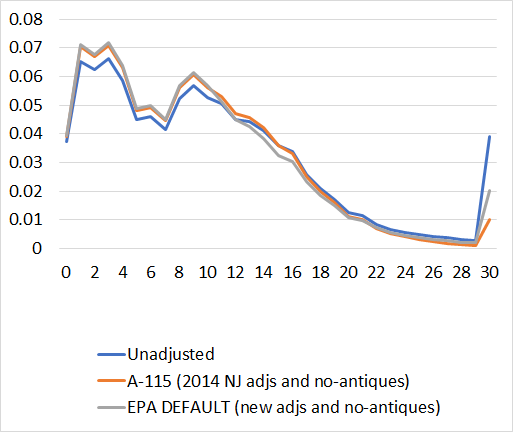 0.08
0.07
0.06
0.05
0.04
0.03
0.02
0.01
0
0 2 4 6 8 10 12 14 16 18 20 22 24 26 28 30
Unadjusted
A-115 (2014 NJ adjs and no-antiques)
EPA DEFAULT (new adjs and no-antiques)